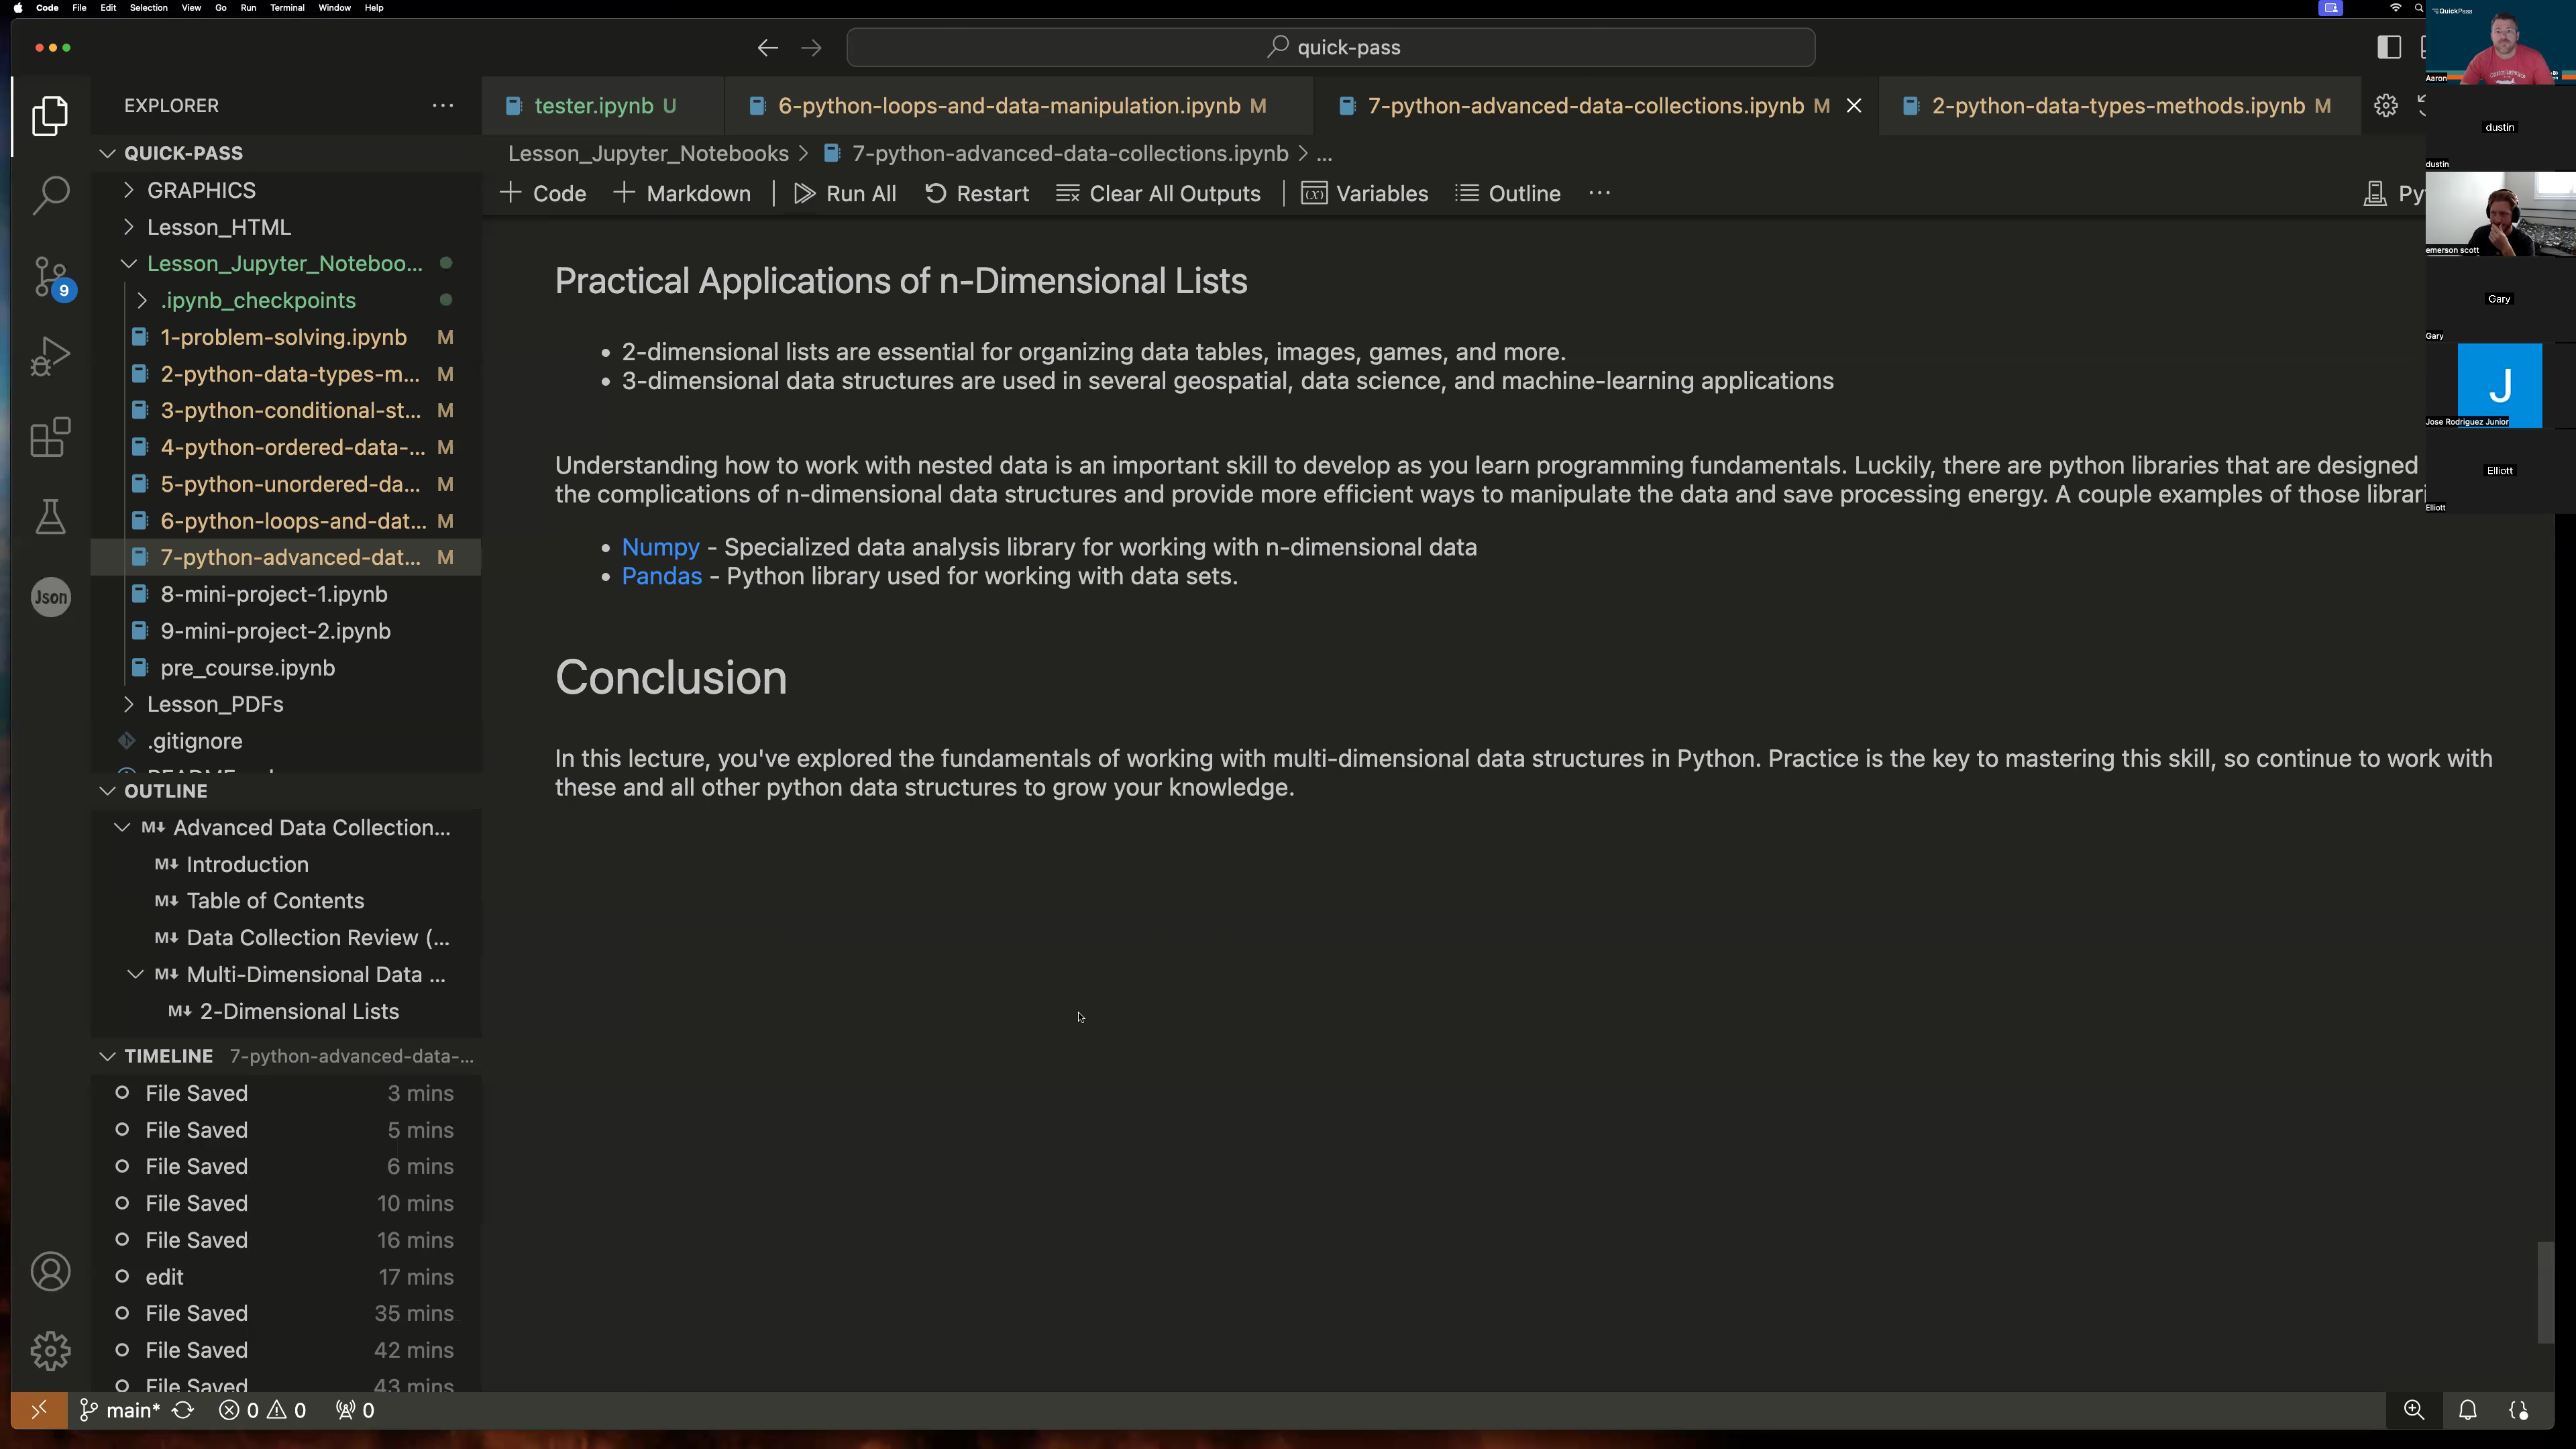 Code File Edit Selection View Go Run Terminal Window Help
quick-pass
EXPLORER
QUICK-PASS
GRAPHICS
Lesson_HTML
Lesson_Jupyter_Noteboo...
.ipynb_checkpoints
1-problem-solving.ipynb M
2-python-data-types-m... M
3-python-conditional-st... M
4-python-ordered-data-... M
5-python-unordered-da... M
6-python-loops-and-dat... M
7-python-advanced-dat... M
8-mini-project-1.ipynb
9-mini-project-2.ipynb
pre_course.ipynb
Lesson_PDFs
.gitignore
OUTLINE
M↓ Advanced Data Collection...
M↓ Introduction
M↓ Table of Contents
M↓ Data Collection Review (...
M↓ Multi-Dimensional Data ...
M↓ 2-Dimensional Lists
TIMELINE 7-python-advanced-data-...
File Saved 3 mins
File Saved 5 mins
File Saved 6 mins
File Saved 10 mins
File Saved 16 mins
edit 17 mins
File Saved 35 mins
File Saved 42 mins
File Saved 43 mins
9
Json
tester.ipynb U
6-python-loops-and-data-manipulation.ipynb M
7-python-advanced-data-collections.ipynb M
2-python-data-types-methods.ipynb M
Lesson_Jupyter_Notebooks > 7-python-advanced-data-collections.ipynb > ...
+ Code + Markdown | Run All Restart Clear All Outputs | Variables Outline ... Py
Practical Applications of n-Dimensional Lists
• 2-dimensional lists are essential for organizing data tables, images, games, and more.
• 3-dimensional data structures are used in several geospatial, data science, and machine-learning applications
Understanding how to work with nested data is an important skill to develop as you learn programming fundamentals. Luckily, there are python libraries that are designed
the complications of n-dimensional data structures and provide more efficient ways to manipulate the data and save processing energy. A couple examples of those librari
• Numpy - Specialized data analysis library for working with n-dimensional data
• Pandas - Python library used for working with data sets.
Conclusion
In this lecture, you've explored the fundamentals of working with multi-dimensional data structures in Python. Practice is the key to mastering this skill, so continue to work with
these and all other python data structures to grow your knowledge.
QuickPass
Aaron
dustin
dustin
emerson scott
Gary
Gary
J
Jose Rodriguez Junior
Elliott
Elliott
main* 0 0 0